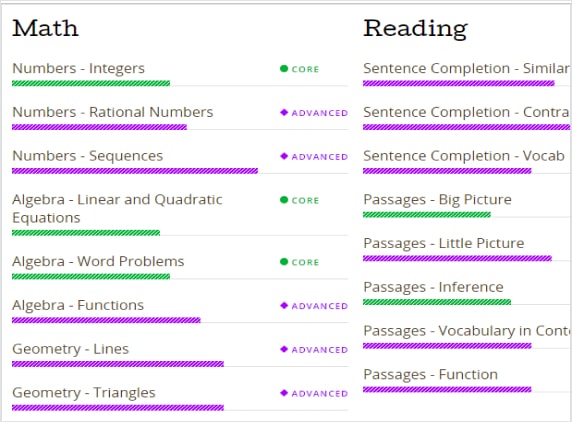 Math
Numbers - Integers
CORE
Numbers - Rational Numbers
ADVANCED
Numbers - Sequences
ADVANCED
Algebra - Linear and Quadratic
Equations
CORE
Algebra - Word Problems
CORE
Algebra - Functions
ADVANCED
Geometry - Lines
ADVANCED
Geometry - Triangles
ADVANCED
Reading
Sentence Completion - Similar
Sentence Completion - Contra
Sentence Completion - Vocab
Passages - Big Picture
Passages - Little Picture
Passages - Inference
Passages - Vocabulary in Cont
Passages - Function